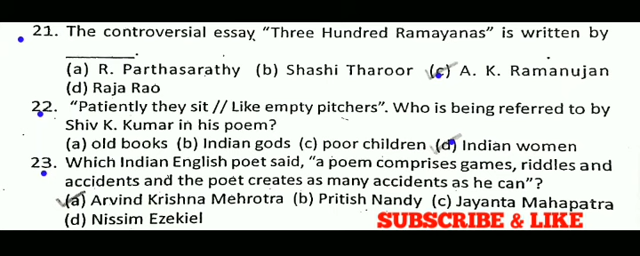 21. The controversial essay “Three Hundred Ramayanas” is written by
__________.
(a) R. Parthasarathy (b) Shashi Tharoor (c) A. K. Ramanujan
(d) Raja Rao
22. “Patiently they sit // Like empty pitchers”. Who is being referred to by
Shiv K. Kumar in his poem?
(a) old books (b) Indian gods (c) poor children (d) Indian women
23. Which Indian English poet said, “a poem comprises games, riddles and
accidents and the poet creates as many accidents as he can”?
(a) Arvind Krishna Mehrotra (b) Pritish Nandy (c) Jayanta Mahapatra
(d) Nissim Ezekiel
SUBSCRIBE & LIKE